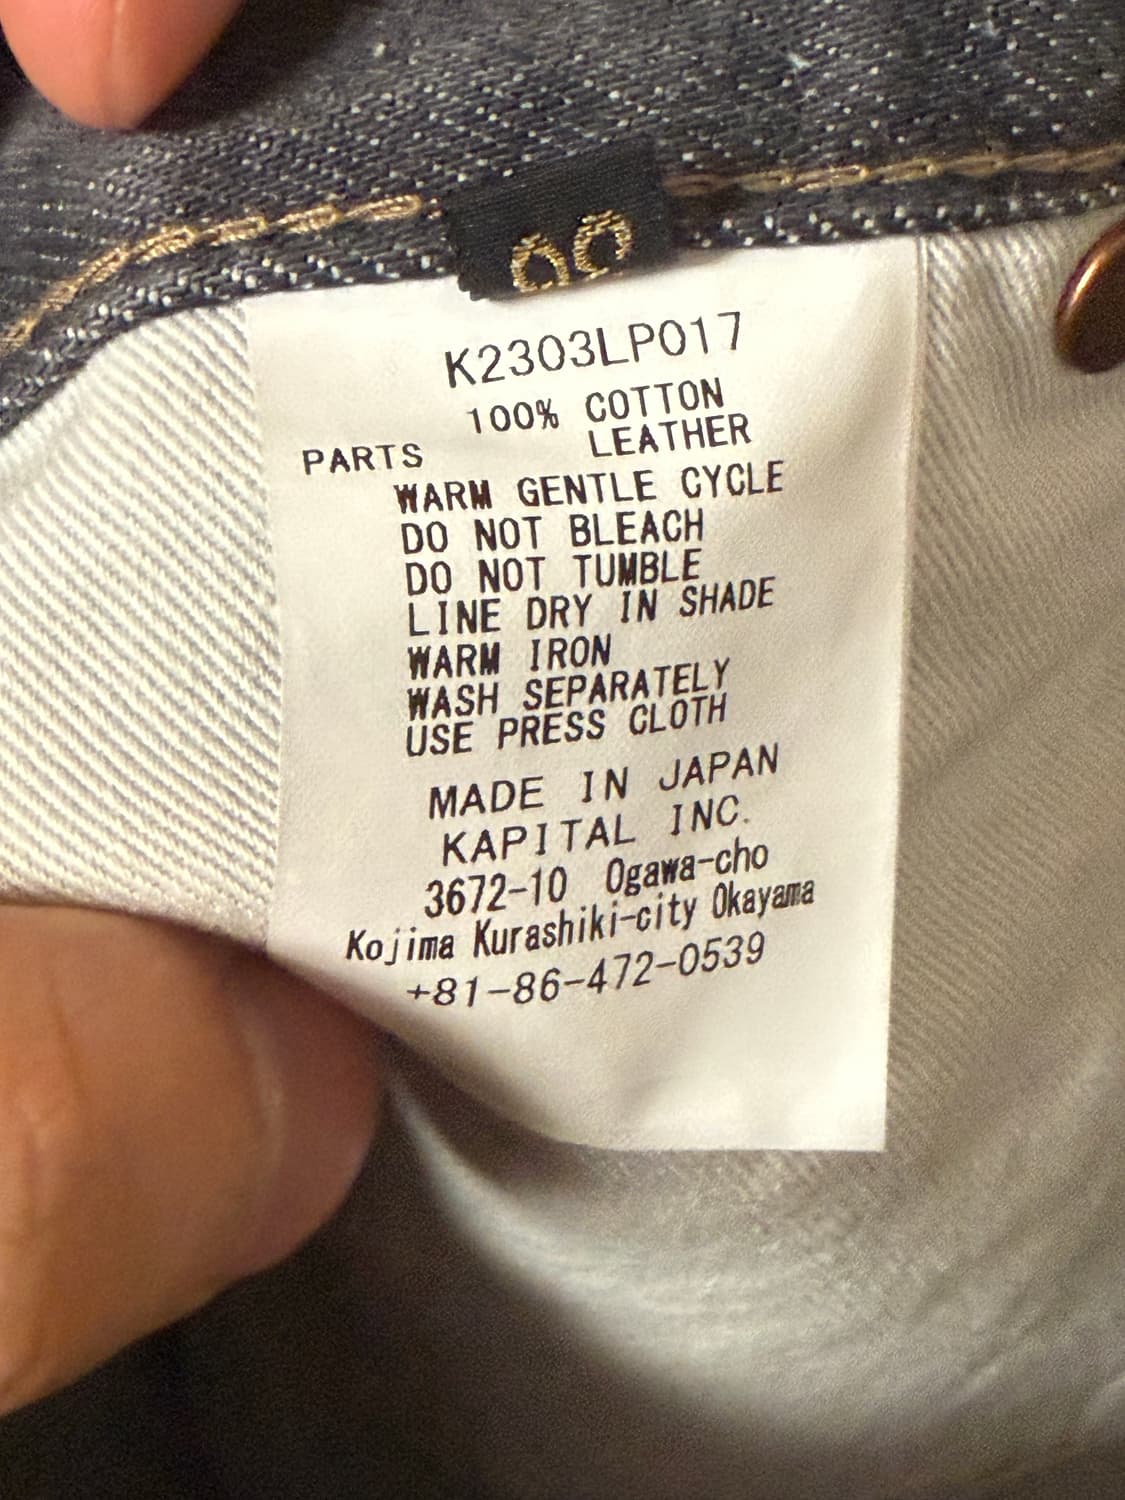 00
K2303LP017
100% COTTON
PARTS LEATHER
WARM GENTLE CYCLE
DO NOT BLEACH
DO NOT TUMBLE
LINE DRY IN SHADE
WARM IRON
WASH SEPARATELY
USE PRESS CLOTH
MADE IN JAPAN
KAPITAL INC.
3672-10 Ogawa-cho
Kojima Kurashiki-city Okayama
+81-86-472-0539